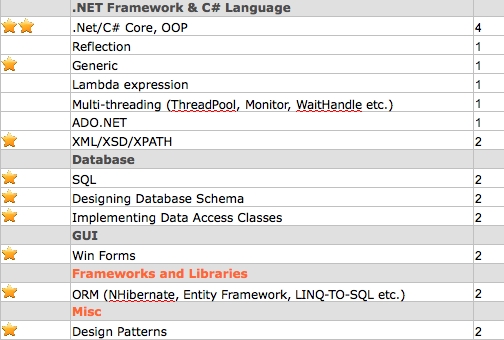 .NET Framework & C# Language
.Net/C# Core, OOP 4
Reflection 1
Generic 1
Lambda expression 1
Multi-threading (ThreadPool, Monitor, WaitHandle etc.) 1
ADO.NET 1
XML/XSD/XPATH 2
Database
SQL 2
Designing Database Schema 2
Implementing Data Access Classes 2
GUI
Win Forms 2
Frameworks and Libraries
ORM (NHibernate, Entity Framework, LINQ-TO-SQL etc.) 2
Misc
Design Patterns 2